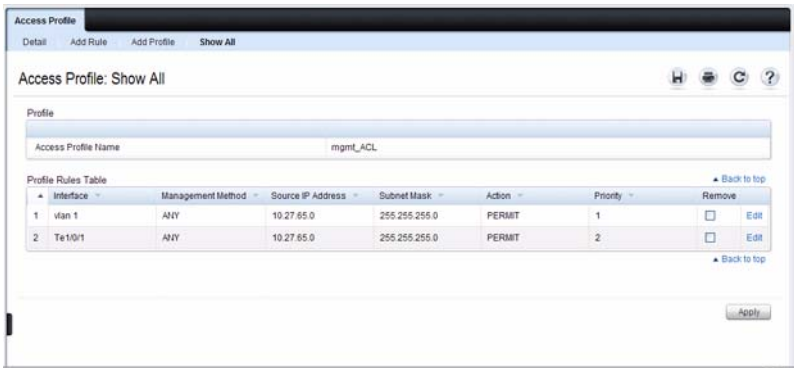 Access Profile
Detail Add Rule Add Profile Show All
Access Profile: Show All
?
Profile
Access Profile Name mgmt_ACL
Profile Rules Table ▲ Back to top
Interface Management Method Source IP Address Subnet Mask Action Priority Remove
1 vlan 1 ANY 10.27.65.0 255.255.255.0 PERMIT 1 Edit
2 Te1/0/1 ANY 10.27.65.0 255.255.255.0 PERMIT 2 Edit
▲ Back to top
Apply